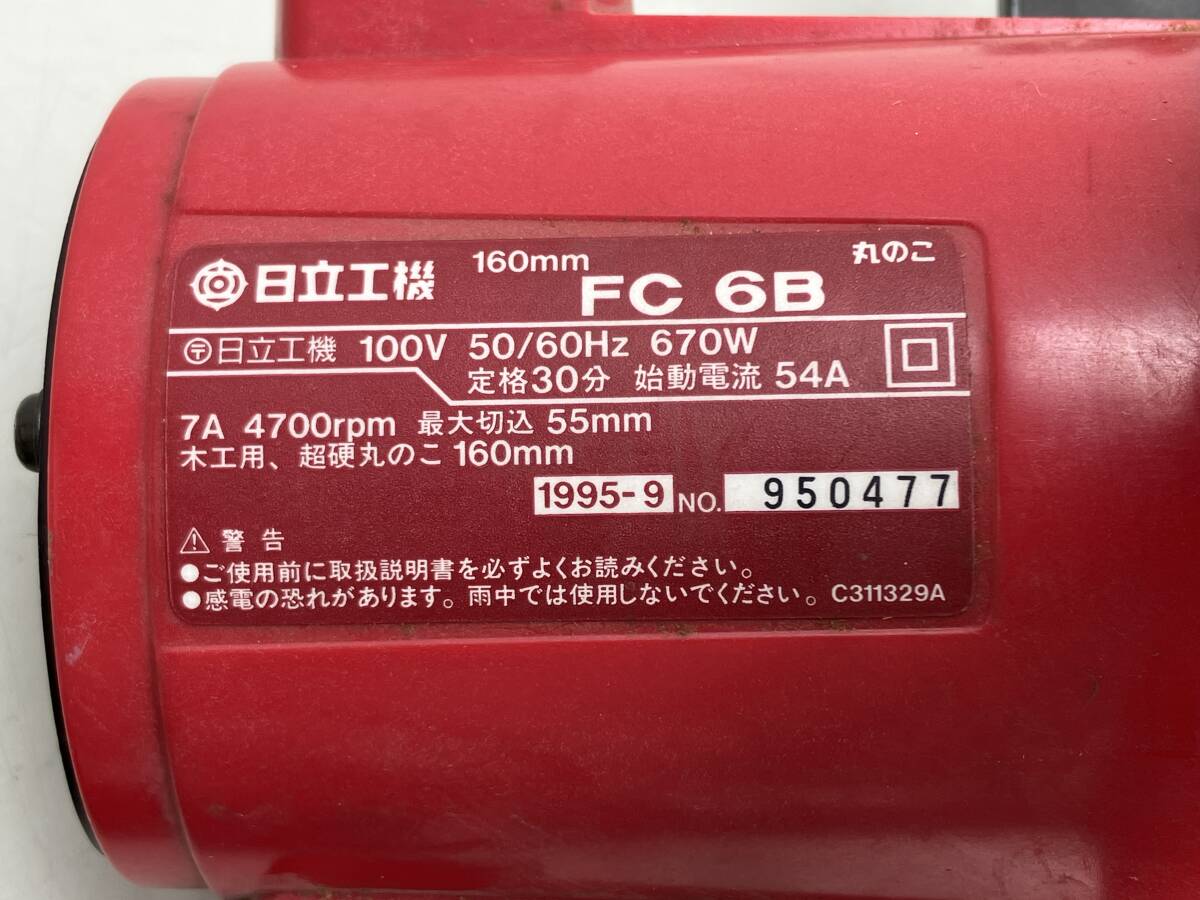 日立工機 160mm FC 6B 丸のこ
〒日立工機 100V 50/60Hz 670W
定格30分 始動電流 54A
7A 4700rpm 最大切込 55mm
木工用、超硬丸のこ 160mm
1995-9 NO. 950477
⚠ 警告
●ご使用前に取扱説明書を必ずよくお読みください。
●感電の恐れがあります。雨中では使用しないでください。 C311329A